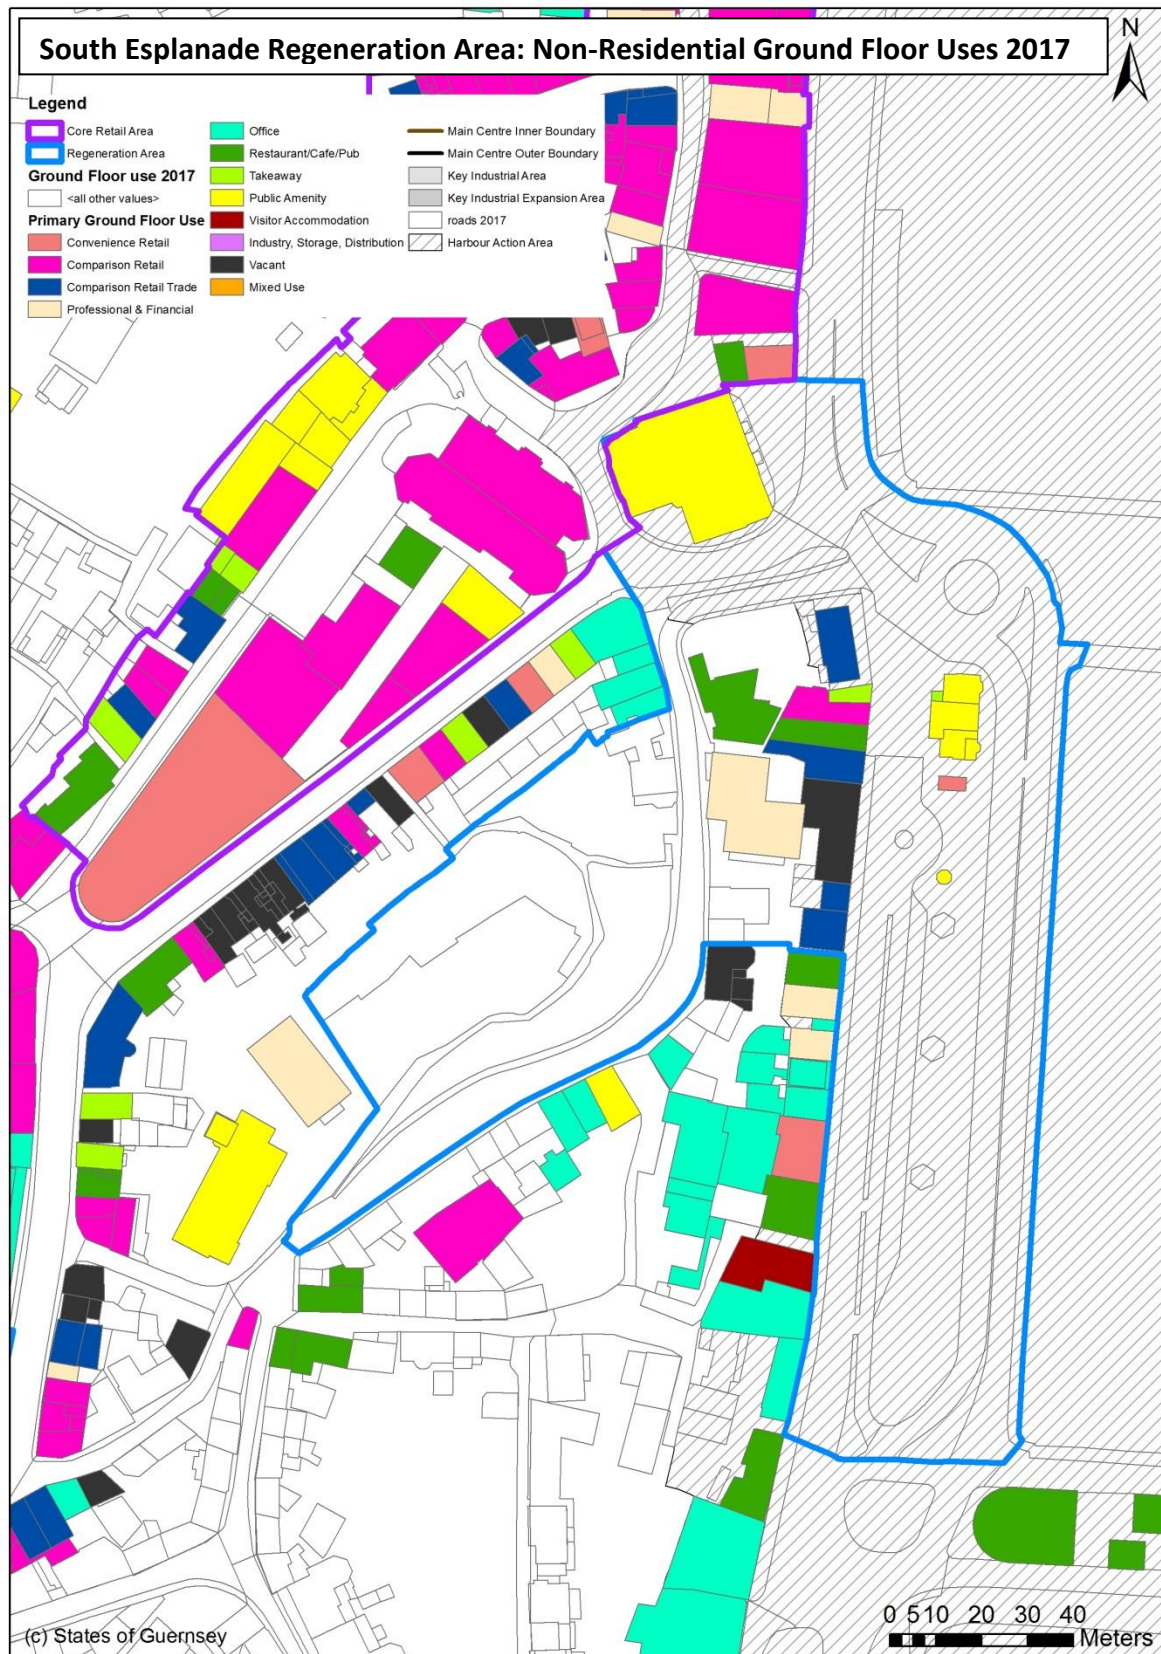 South Esplanade Regeneration Area: Non-Residential Ground Floor Uses 2017
N
Legend
Core Retail Area
Regeneration Area
Ground Floor use 2017
<all other values>
Primary Ground Floor Use
Convenience Retail
Comparison Retail
Comparison Retail Trade
Professional & Financial
Office
Restaurant/Cafe/Pub
Takeaway
Public Amenity
Visitor Accommodation
Industry, Storage, Distribution
Vacant
Mixed Use
Main Centre Inner Boundary
Main Centre Outer Boundary
Key Industrial Area
Key Industrial Expansion Area
roads 2017
Harbour Action Area
(c) States of Guernsey
0 5 10 20 30 40
Meters